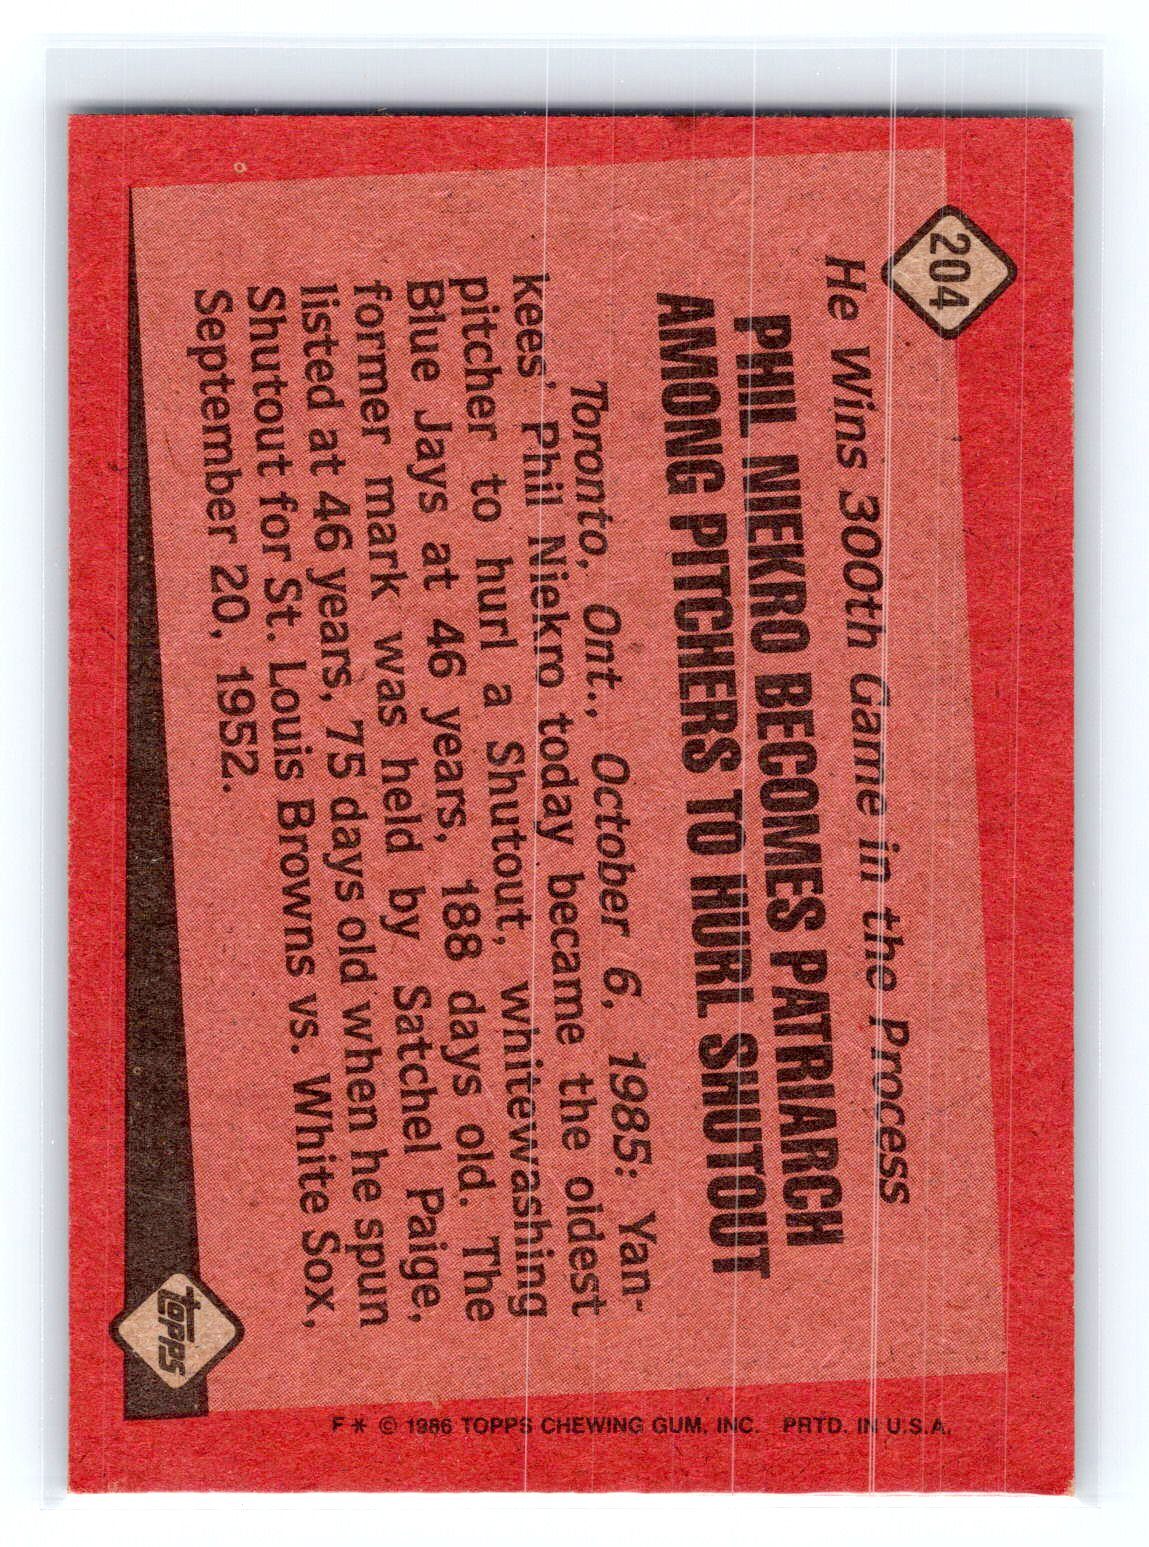 204
He Wins 300th Game in the Process
PHIL NIEKRO BECOMES PATRIARCH
AMONG PITCHERS TO HURL SHUTOUT
Toronto, Ont., October 6, 1985: Yan-
kees' Phil Niekro today became the oldest
pitcher to hurl a Shutout, whitewashing
Blue Jays at 46 years, 188 days old. The
former mark was held by Satchel Paige,
listed at 46 years, 75 days old when he spun
Shutout for St. Louis Browns vs. White Sox,
September 20, 1952.
TOPPS
F * © 1986 TOPPS CHEWING GUM, INC. PRTD. IN U.S.A.